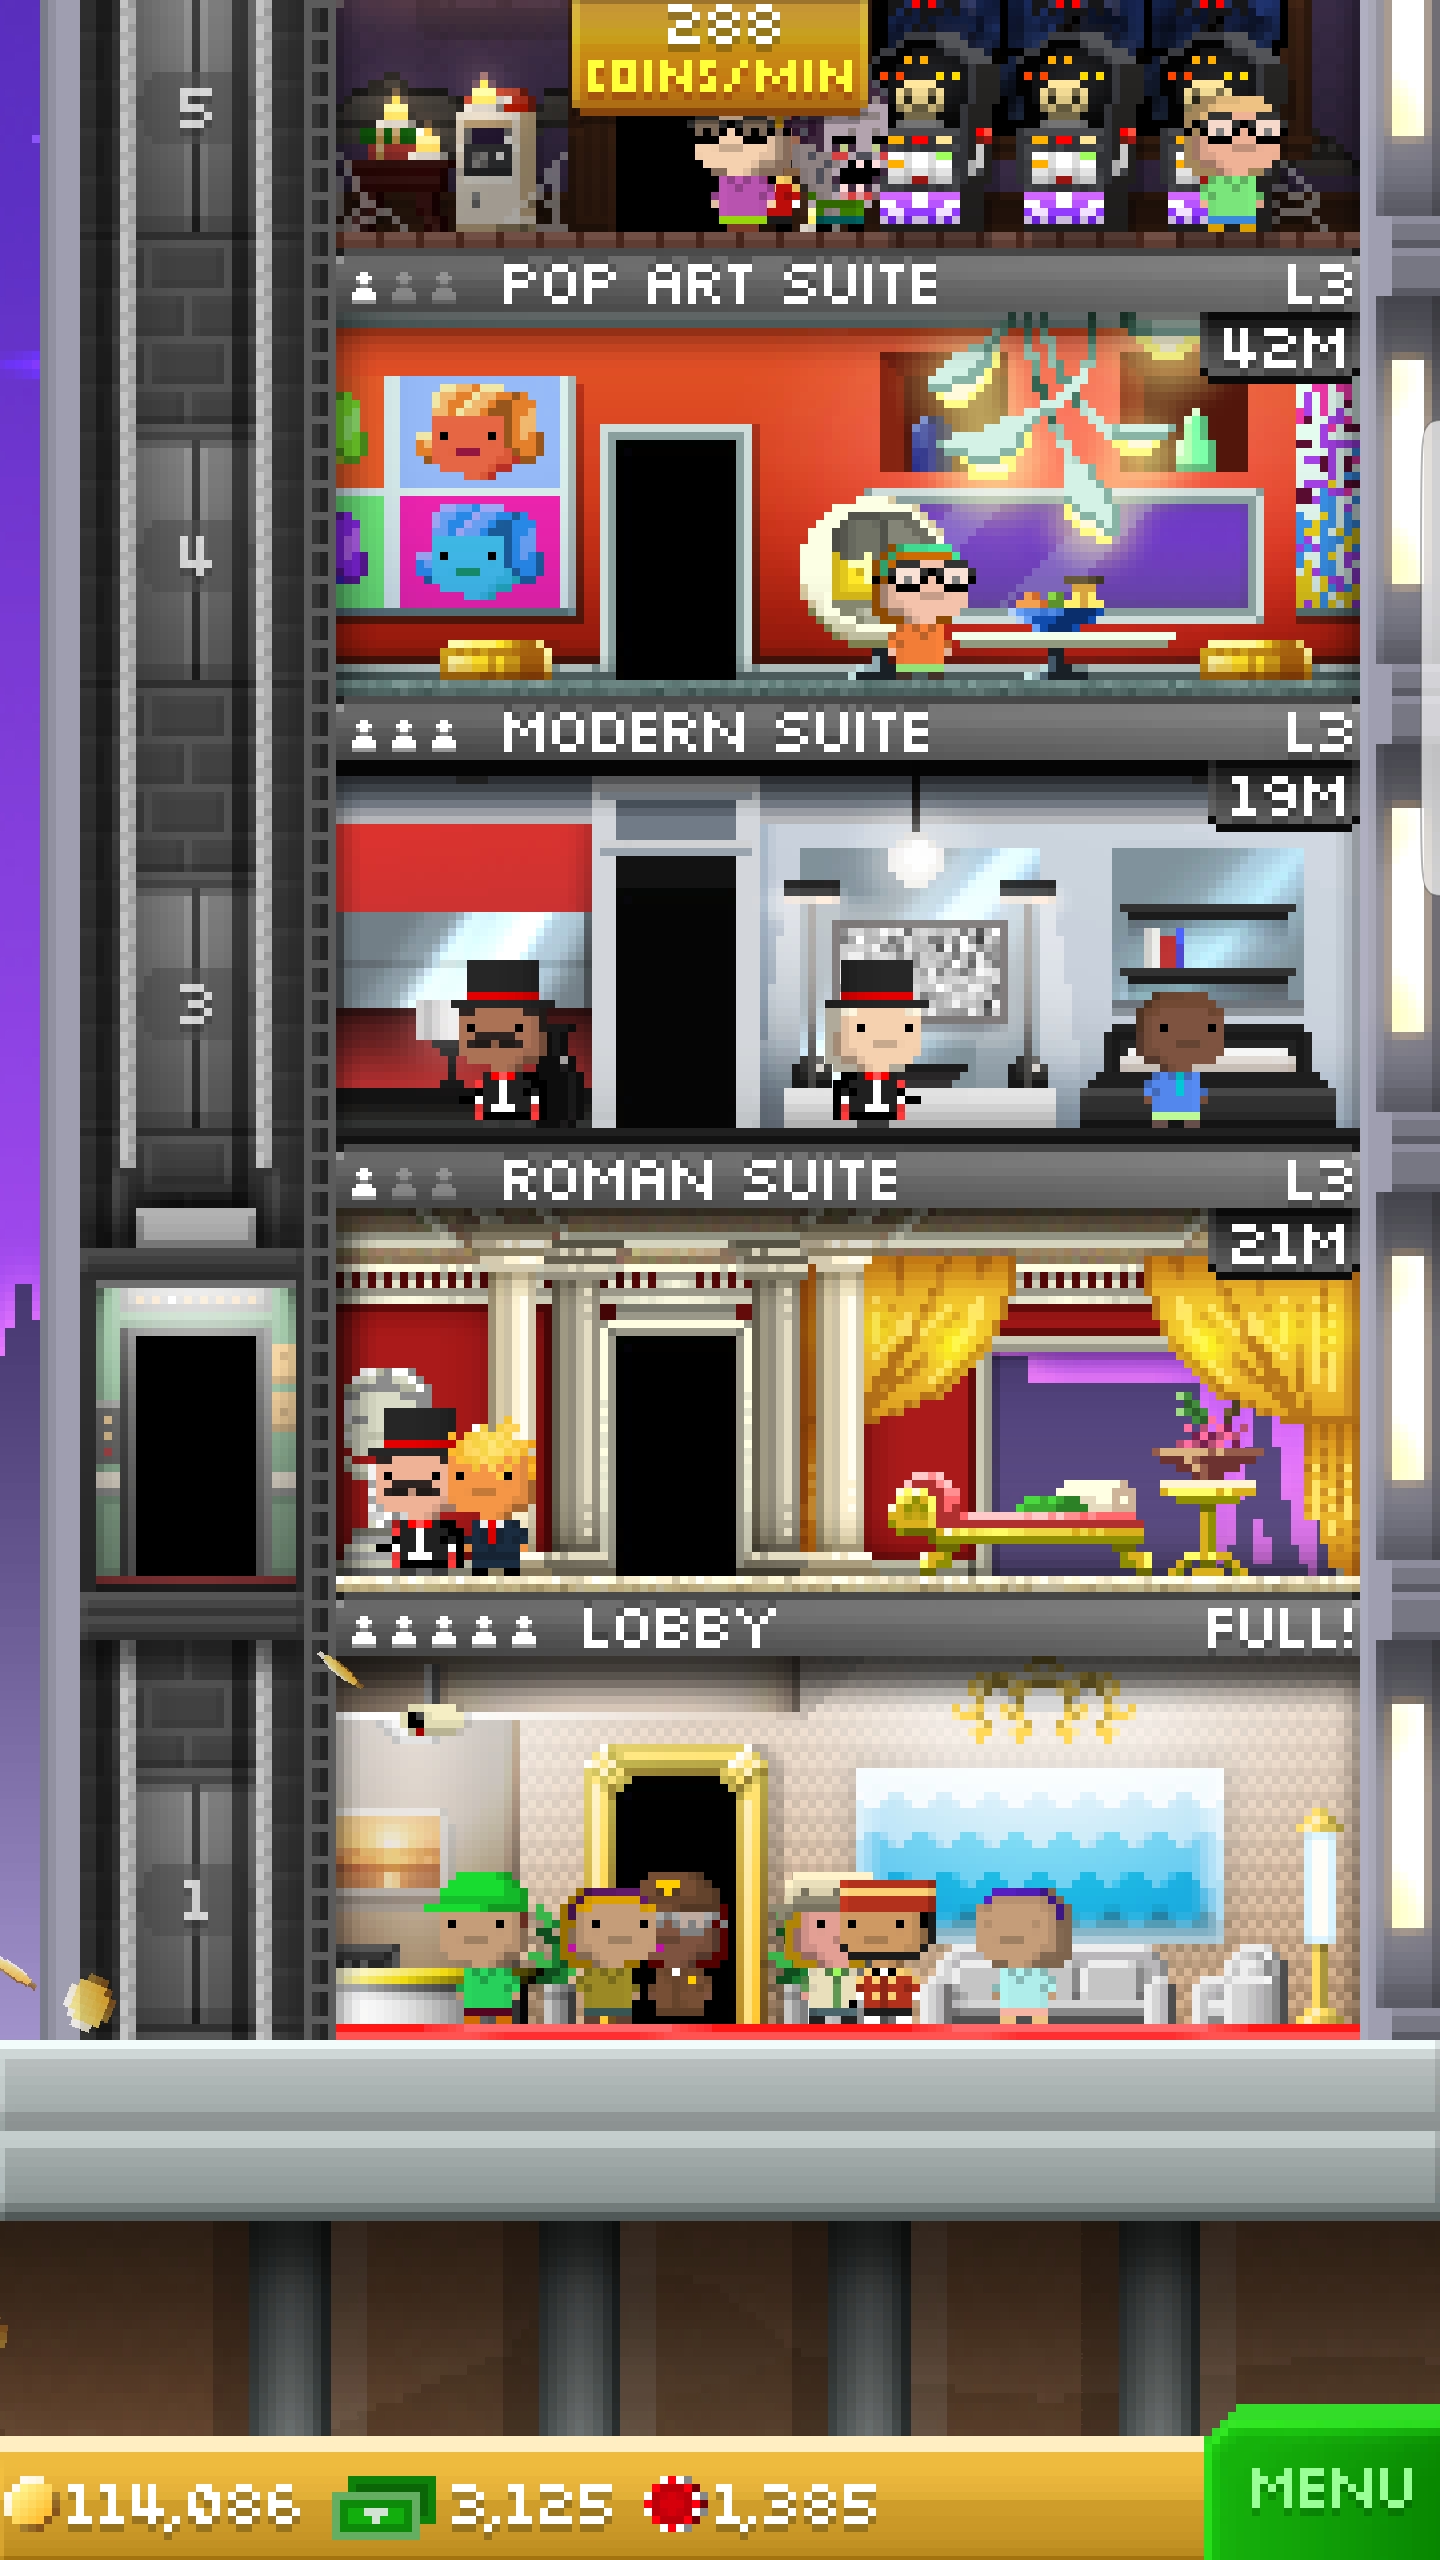 288
COINS/MIN
5
POP ART SUITE L3
42M
4
MODERN SUITE L3
19M
3
ROMAN SUITE L3
21M
LOBBY FULL!
1
114,086 3,125 1,385
MENU